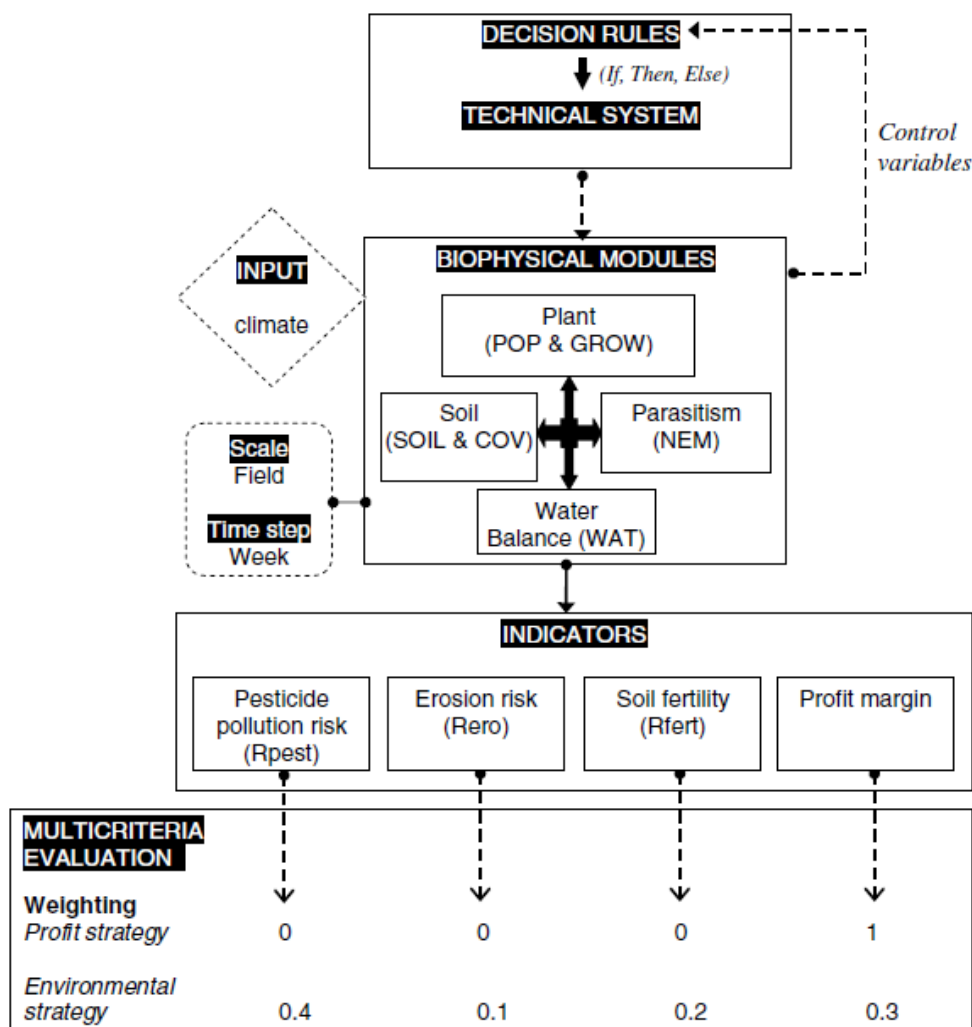 DECISION RULES
(If, Then, Else)
TECHNICAL SYSTEM
Control
variables
INPUT
climate
BIOPHYSICAL MODULES
Plant
(POP & GROW)
Soil
(SOIL & COV)
Parasitism
(NEM)
Water
Balance (WAT)
Scale
Field
Time step
Week
INDICATORS
Pesticide
pollution risk
(Rpest)
Erosion risk
(Rero)
Soil fertility
(Rfert)
Profit margin
MULTICRITERIA
EVALUATION
Weighting
Profit strategy 0 0 0 1
Environmental
strategy 0.4 0.1 0.2 0.3